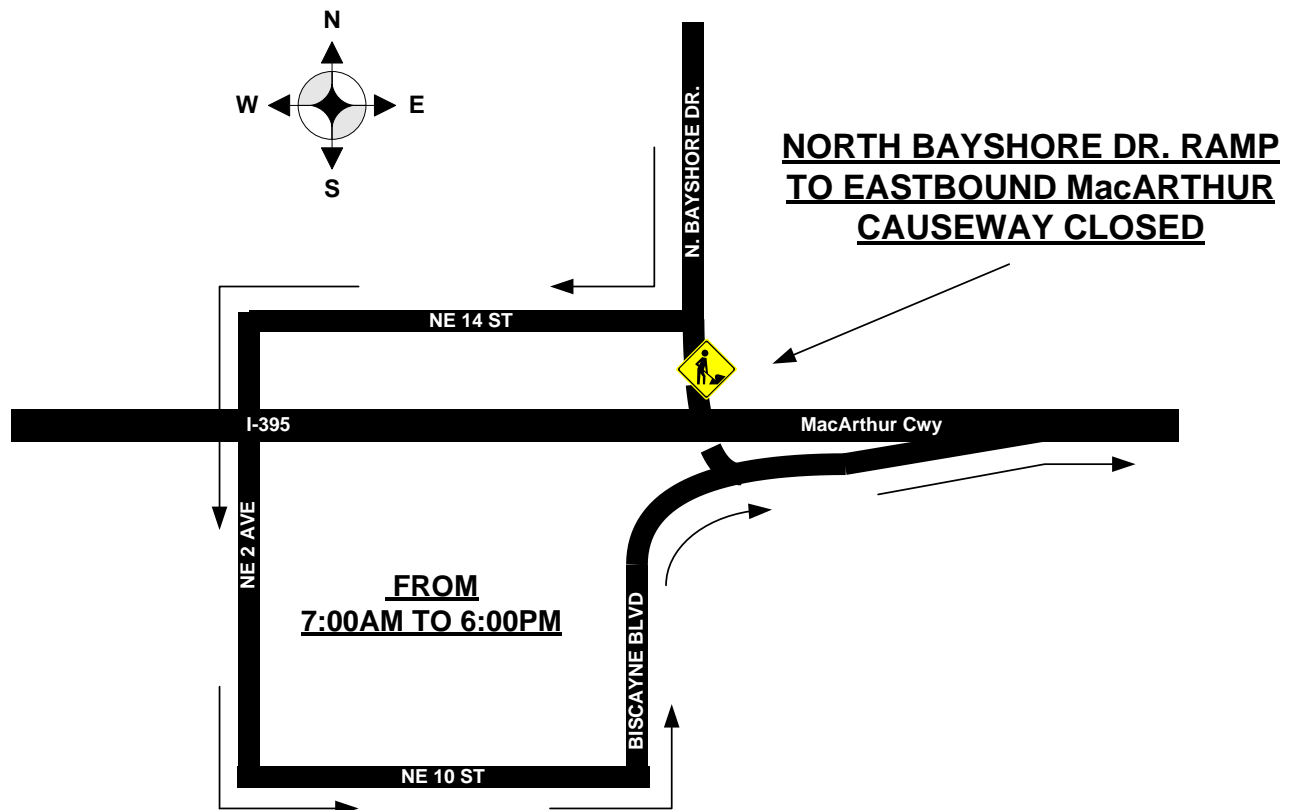 N
W
E
S
N. BAYSHORE DR.
NORTH BAYSHORE DR. RAMP
TO EASTBOUND MacARTHUR
CAUSEWAY CLOSED
NE 14 ST
I-395
MacArthur Cwy
NE 2 AVE
FROM
7:00AM TO 6:00PM
BISCAYNE BLVD
NE 10 ST